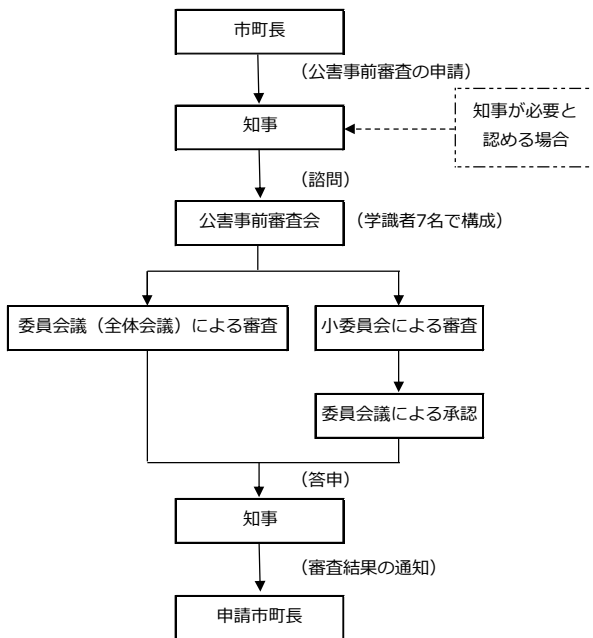 市町長
（公害事前審査の申請）
知事
知事が必要と
認める場合
（諮問）
公害事前審査会
（学識者7名で構成）
委員会議（全体会議）による審査
小委員会による審査
委員会議による承認
（答申）
知事
（審査結果の通知）
申請市町長